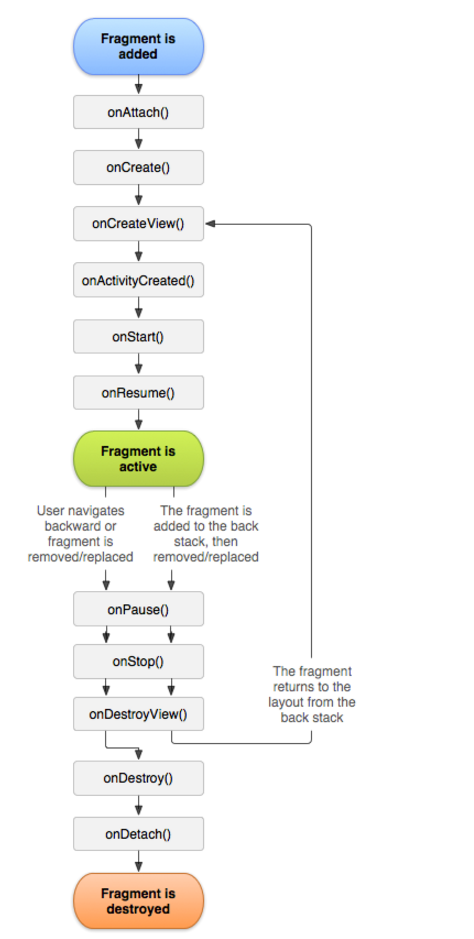 Fragment is
added
onAttach()
onCreate()
onCreateView()
onActivityCreated()
onStart()
onResume()
Fragment is
active
User navigates
backward or
fragment is
removed/replaced
The fragment is
added to the back
stack, then
removed/replaced
onPause()
onStop()
onDestroyView()
The fragment
returns to the
layout from the
back stack
onDestroy()
onDetach()
Fragment is
destroyed